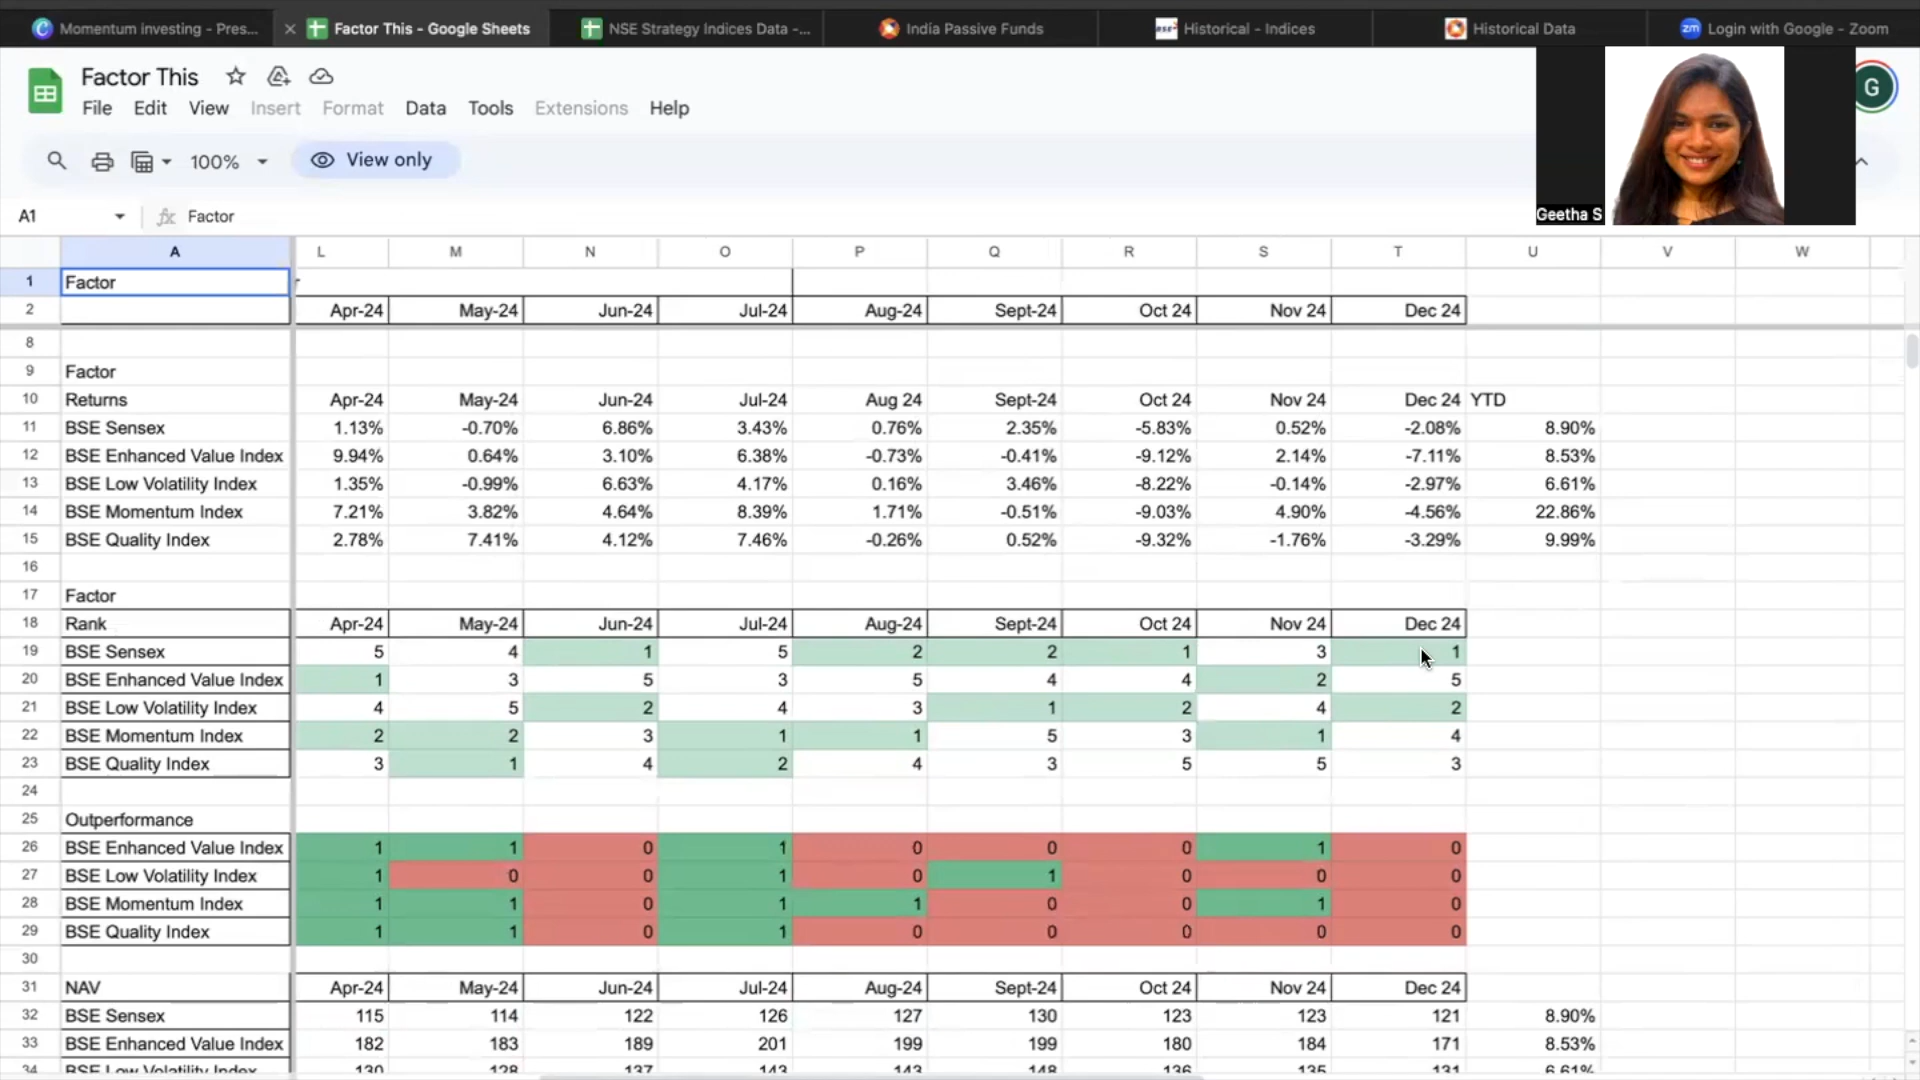 Momentum investing - Pres...
Factor This - Google Sheets
NSE Strategy Indices Data -...
India Passive Funds
Historical - Indices
Historical Data
Login with Google - Zoom
Factor This
File Edit View Insert Format Data Tools Extensions Help
100% View only
G
Geetha S
A1 fx Factor
A L M N O P Q R S T U V W
1 Factor r
2 Apr-24 May-24 Jun-24 Jul-24 Aug-24 Sept-24 Oct 24 Nov 24 Dec 24
8
9 Factor
10 Returns Apr-24 May-24 Jun-24 Jul-24 Aug 24 Sept-24 Oct 24 Nov 24 Dec 24 YTD
11 BSE Sensex 1.13% -0.70% 6.86% 3.43% 0.76% 2.35% -5.83% 0.52% -2.08% 8.90%
12 BSE Enhanced Value Index 9.94% 0.64% 3.10% 6.38% -0.73% -0.41% -9.12% 2.14% -7.11% 8.53%
13 BSE Low Volatility Index 1.35% -0.99% 6.63% 4.17% 0.16% 3.46% -8.22% -0.14% -2.97% 6.61%
14 BSE Momentum Index 7.21% 3.82% 4.64% 8.39% 1.71% -0.51% -9.03% 4.90% -4.56% 22.86%
15 BSE Quality Index 2.78% 7.41% 4.12% 7.46% -0.26% 0.52% -9.32% -1.76% -3.29% 9.99%
16
17 Factor
18 Rank Apr-24 May-24 Jun-24 Jul-24 Aug-24 Sept-24 Oct 24 Nov 24 Dec 24
19 BSE Sensex 5 4 1 5 2 2 1 3 1
20 BSE Enhanced Value Index 1 3 5 3 5 4 4 2 5
21 BSE Low Volatility Index 4 5 2 4 3 1 2 4 2
22 BSE Momentum Index 2 2 3 1 1 5 3 1 4
23 BSE Quality Index 3 1 4 2 4 3 5 5 3
24
25 Outperformance
26 BSE Enhanced Value Index 1 1 0 1 0 0 0 1 0
27 BSE Low Volatility Index 1 0 0 1 0 1 0 0 0
28 BSE Momentum Index 1 1 0 1 1 0 0 1 0
29 BSE Quality Index 1 1 0 1 0 0 0 0 0
30
31 NAV Apr-24 May-24 Jun-24 Jul-24 Aug-24 Sept-24 Oct 24 Nov 24 Dec 24
32 BSE Sensex 115 114 122 126 127 130 123 123 121 8.90%
33 BSE Enhanced Value Index 182 183 189 201 199 199 180 184 171 8.53%
34 BSE Low Volatility Index 130 128 137 143 143 148 136 135 131 6.61%